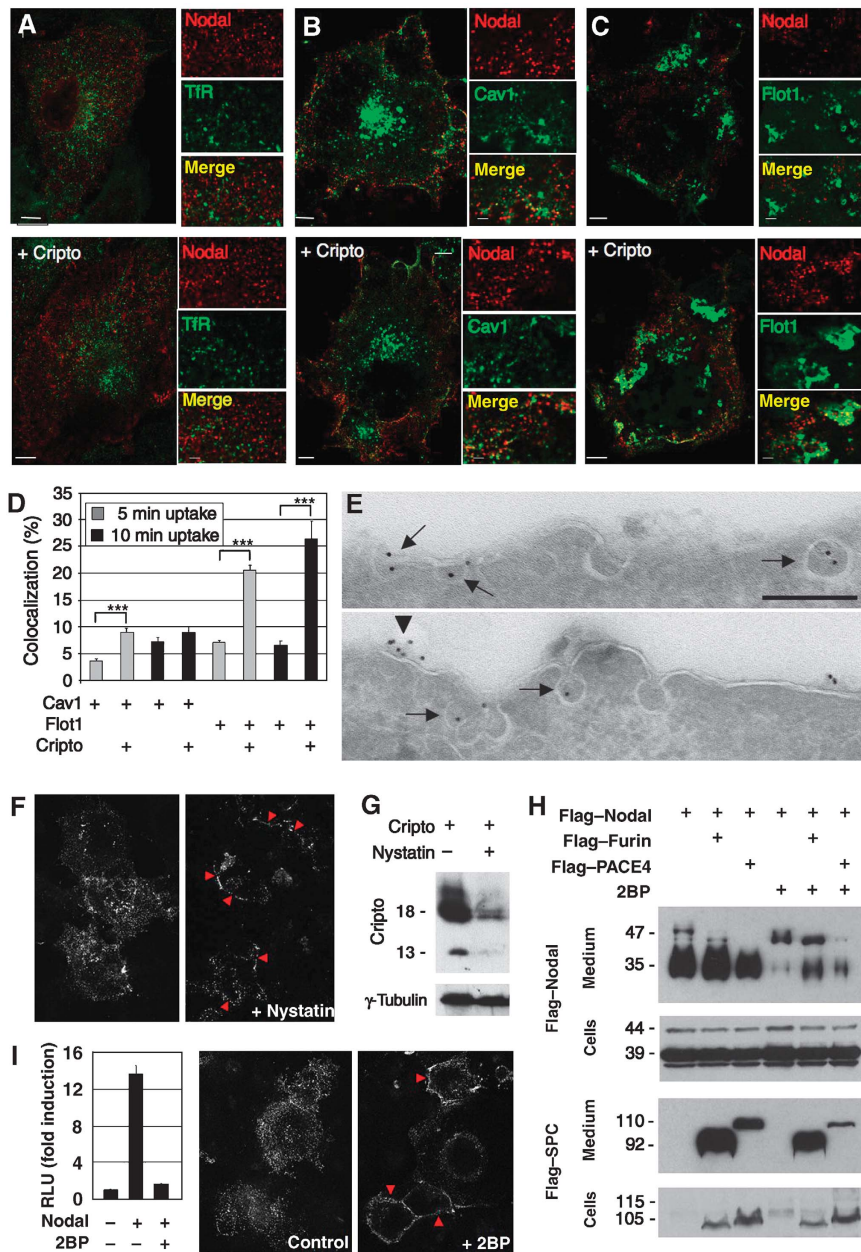 A
Nodal
TfR
Merge
+ Cripto
Nodal
TfR
Merge
B
Nodal
Cav1
Merge
+ Cripto
Nodal
Cav1
Merge
C
Nodal
Flot1
Merge
+ Cripto
Nodal
Flot1
Merge
D
Colocalization (%)
35
30
25
20
15
10
5
0
5 min uptake
10 min uptake
***
***
***
Cav1 + + + +
Flot1 + + + +
Cripto + + + +
E
F
+ Nystatin
G
Cripto + +
Nystatin – +
Cripto
18 -
13 -
γ-Tubulin
H
Flag–Nodal + + + + + +
Flag–Furin + +
Flag–PACE4 + +
2BP + + +
Flag–Nodal
Medium
47 -
35 -
Cells
44 -
39 -
Flag–SPC
Medium
110 -
92 -
Cells
115 -
105 -
I
RLU (fold induction)
16
12
8
4
0
Nodal – + +
2BP – – +
Control
+ 2BP